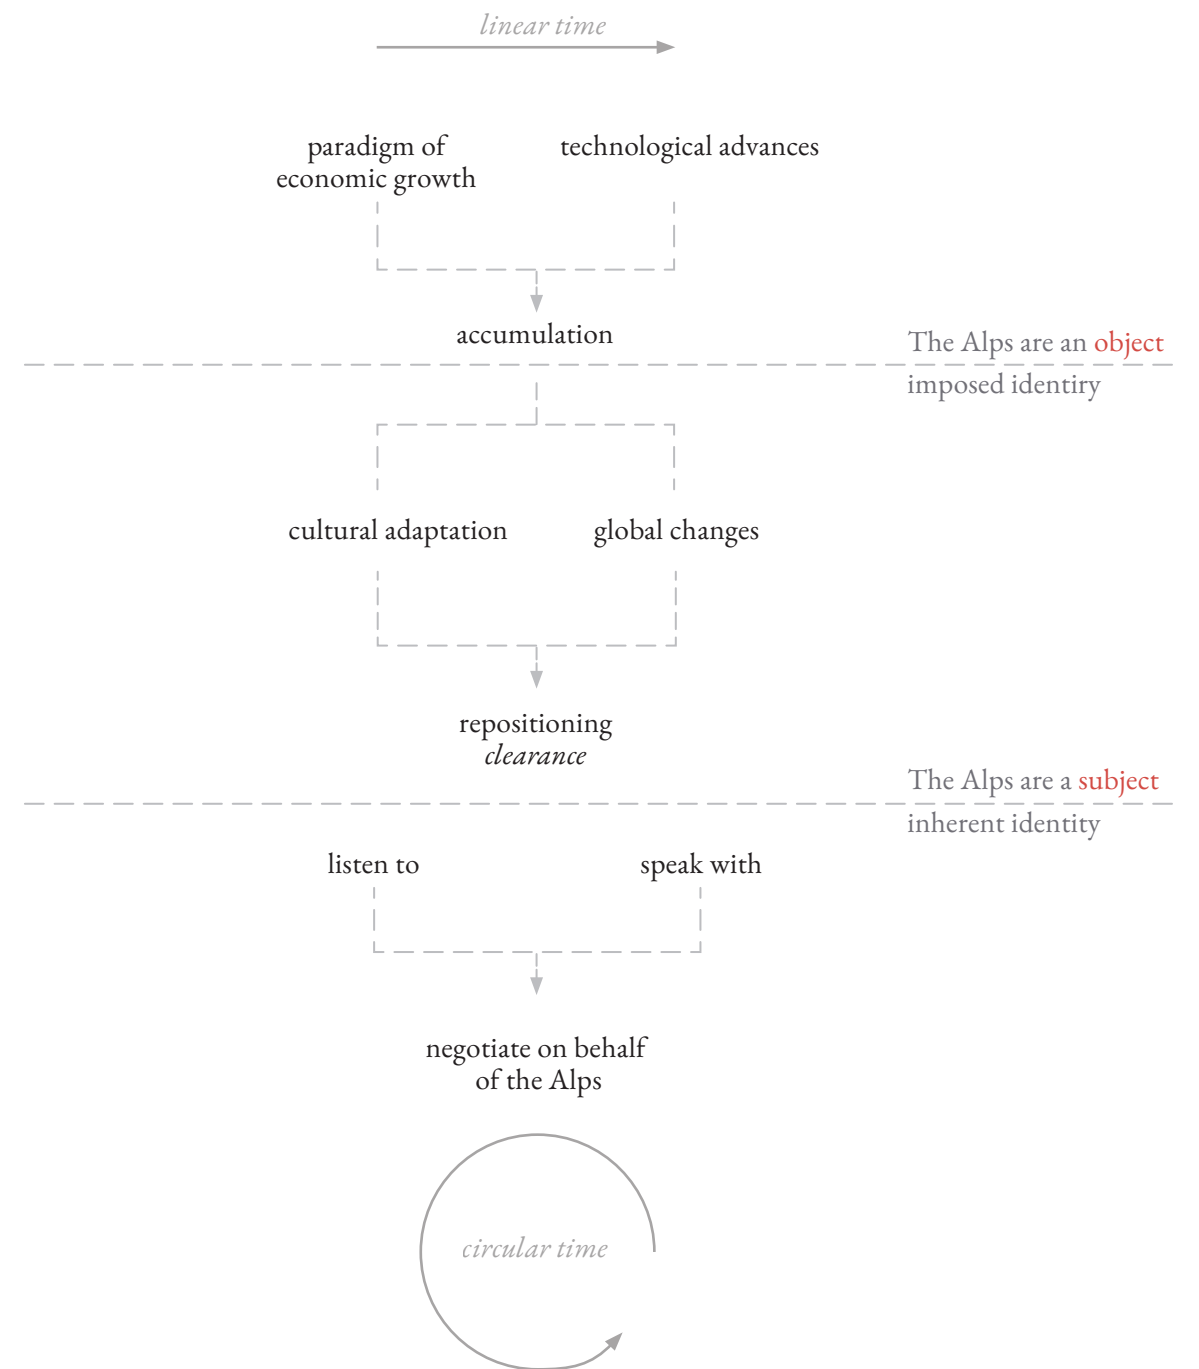 linear time
paradigm of
economic growth
technological advances
accumulation
The Alps are an object
imposed identiry
cultural adaptation
global changes
repositioning
clearance
The Alps are a subject
inherent identity
listen to
speak with
negotiate on behalf
of the Alps
circular time